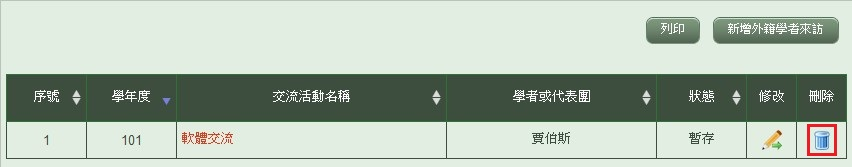 列印 新增外籍學者來訪
序號 學年度 交流活動名稱 學者或代表團 狀態 修改 刪除
1 101 軟體交流 賈伯斯 暫存